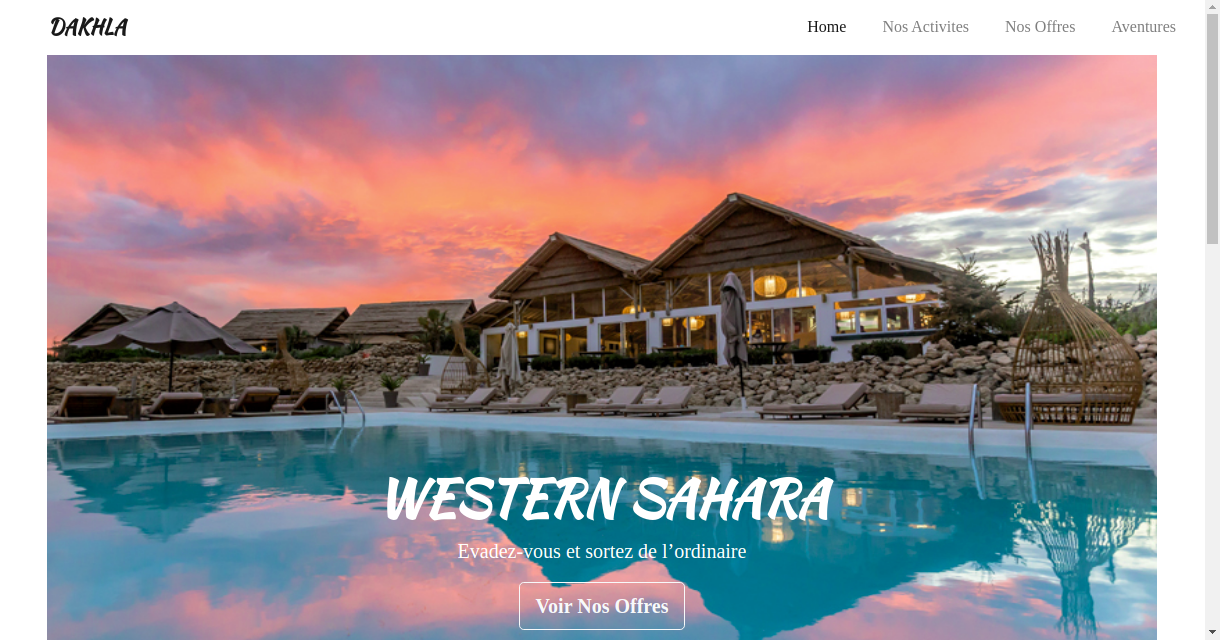 DAKHLA
Home
Nos Activites
Nos Offres
Aventures
WESTERN SAHARA
Evadez-vous et sortez de l’ordinaire
Voir Nos Offres